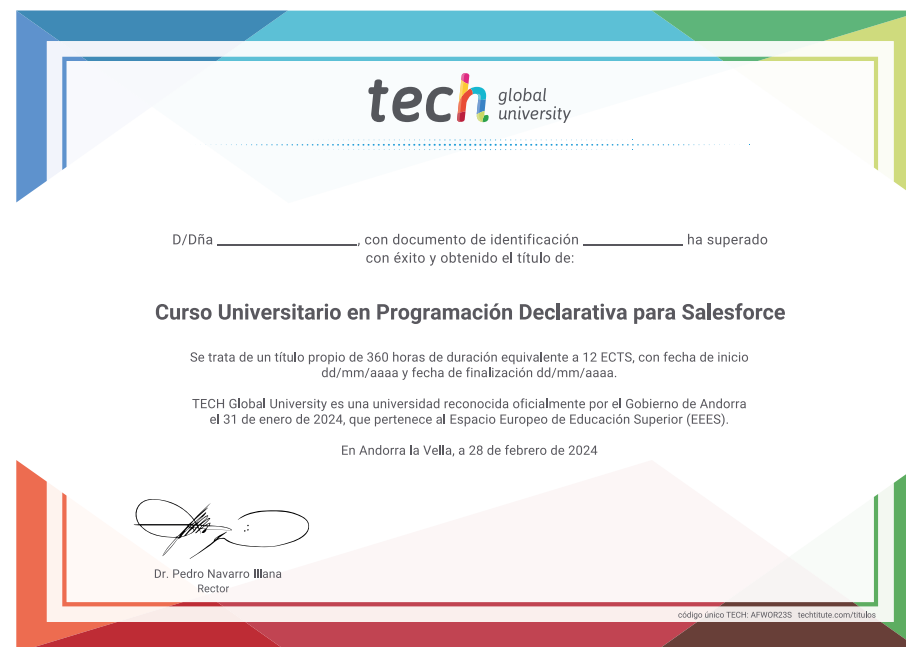 tech global university
D/Dña ____________________, con documento de identificación ______________ ha superado
con éxito y obtenido el título de:
Curso Universitario en Programación Declarativa para Salesforce
Se trata de un título propio de 360 horas de duración equivalente a 12 ECTS, con fecha de inicio
dd/mm/aaaa y fecha de finalización dd/mm/aaaa.
TECH Global University es una universidad reconocida oficialmente por el Gobierno de Andorra
el 31 de enero de 2024, que pertenece al Espacio Europeo de Educación Superior (EEES).
En Andorra la Vella, a 28 de febrero de 2024
Dr. Pedro Navarro Illana
Rector
código único TECH: AFWOR23S techtitute.com/titulos